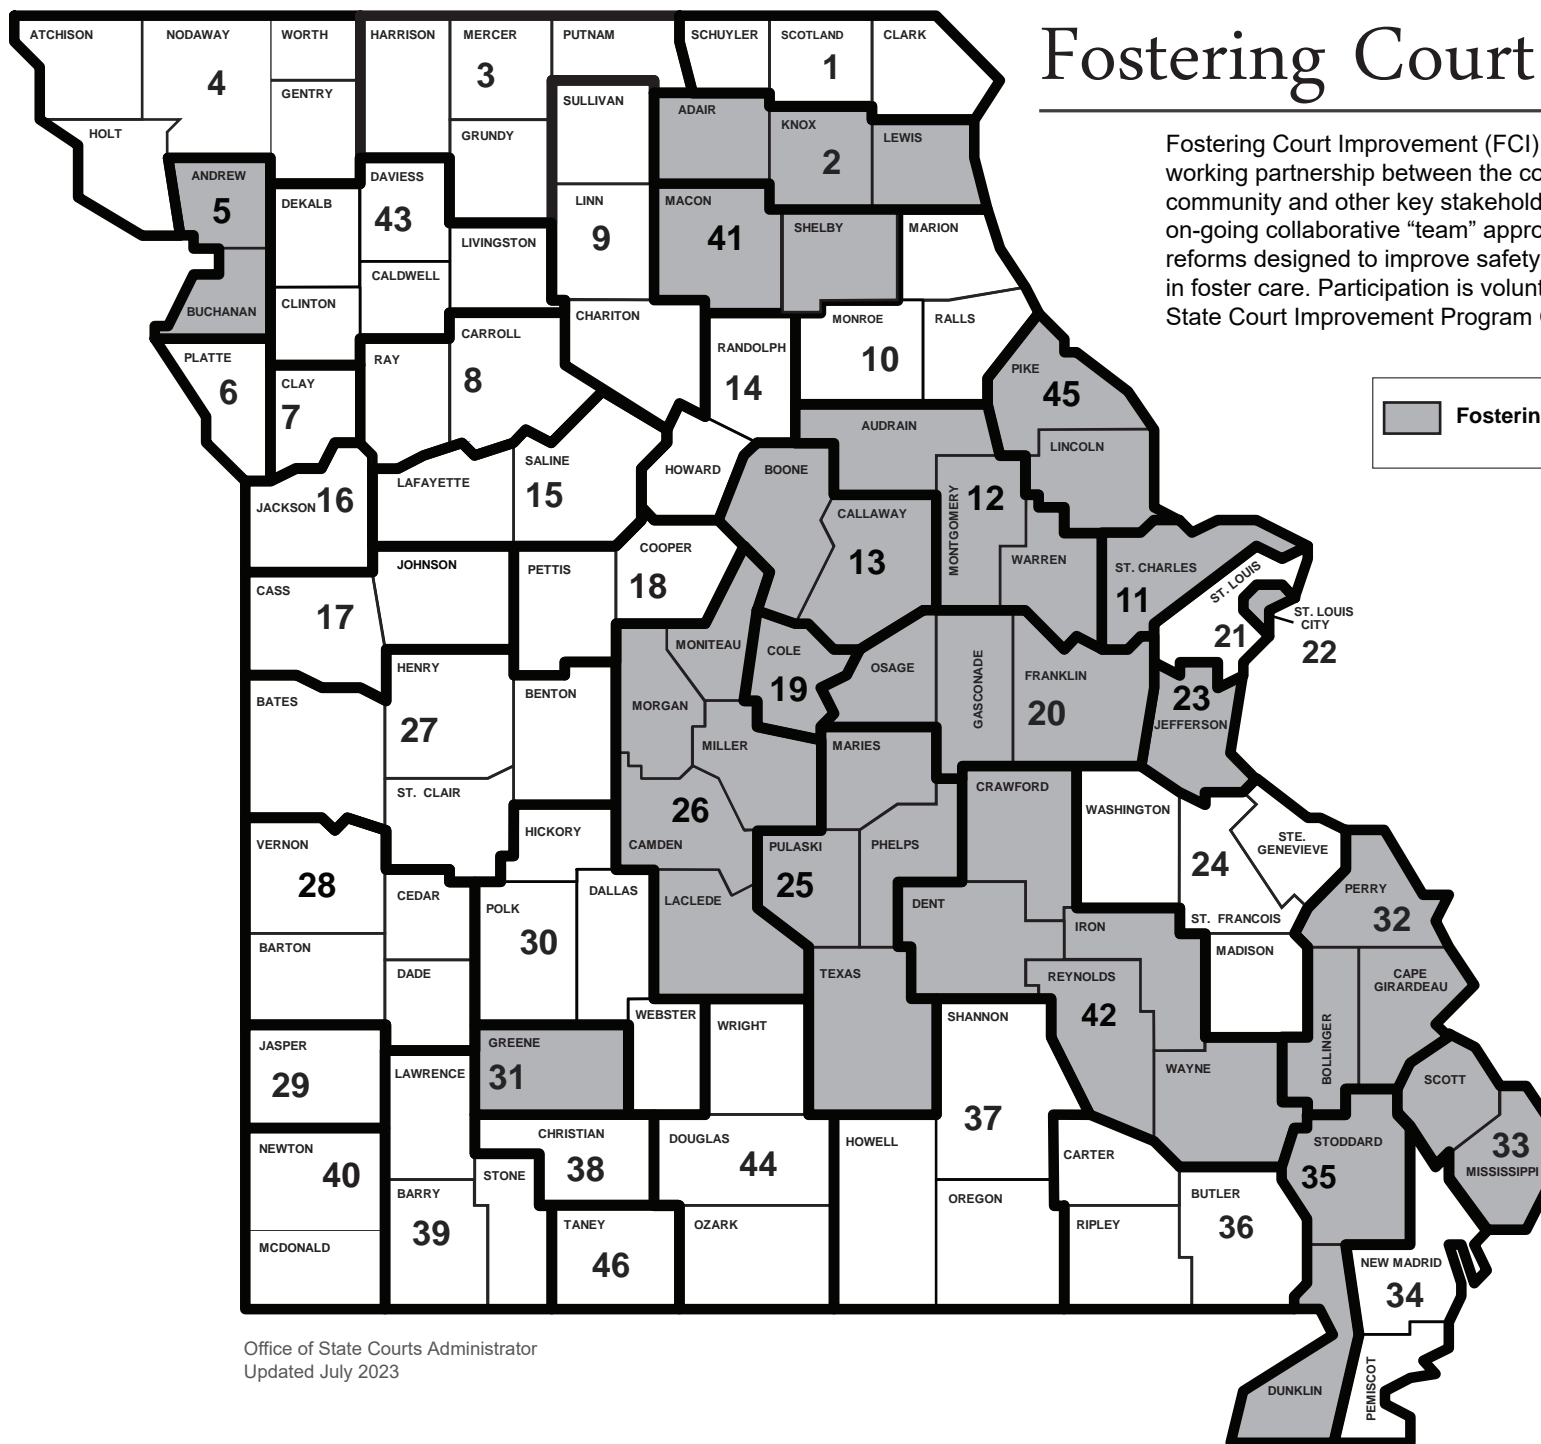 Fostering Court
Fostering Court Improvement (FCI)
working partnership between the co
community and other key stakehold
on-going collaborative “team” appro
reforms designed to improve safety
in foster care. Participation is volunt
State Court Improvement Program
Fosterin
ATCHISON
NODAWAY
4
WORTH
GENTRY
HOLT
HARRISON
MERCER
3
PUTNAM
GRUNDY
SCHUYLER
SCOTLAND
1
CLARK
SULLIVAN
ADAIR
KNOX
2
LEWIS
ANDREW
5
BUCHANAN
DEKALB
DAVIESS
43
CALDWELL
CLINTON
LIVINGSTON
LINN
9
CHARITON
MACON
41
SHELBY
MARION
MONROE
10
RALLS
PLATTE
6
CLAY
7
RAY
CARROLL
8
RANDOLPH
14
HOWARD
PIKE
45
LINCOLN
AUDRAIN
BOONE
CALLAWAY
13
MONTGOMERY
12
WARREN
ST. CHARLES
11
ST. LOUIS
21
ST. LOUIS
CITY
22
JACKSON
16
LAFAYETTE
SALINE
15
CASS
17
JOHNSON
PETTIS
COOPER
18
MONITEAU
COLE
19
OSAGE
GASCONADE
FRANKLIN
20
23
JEFFERSON
BATES
HENRY
27
BENTON
ST. CLAIR
MORGAN
MILLER
26
CAMDEN
LACLEDE
MARIES
PULASKI
25
PHELPS
TEXAS
CRAWFORD
DENT
IRON
REYNOLDS
42
WAYNE
WASHINGTON
24
STE.
GENEVIEVE
ST. FRANCOIS
MADISON
PERRY
32
CAPE
GIRARDEAU
BOLLINGER
VERNON
28
BARTON
CEDAR
DADE
HICKORY
POLK
30
DALLAS
WEBSTER
GREENE
31
WRIGHT
JASPER
29
LAWRENCE
NEWTON
40
MCDONALD
BARRY
39
STONE
CHRISTIAN
38
TANEY
46
DOUGLAS
44
OZARK
HOWELL
SHANNON
37
OREGON
CARTER
RIPLEY
BUTLER
36
STODDARD
35
DUNKLIN
SCOTT
33
MISSISSIPPI
NEW MADRID
34
PEMISCOT
Office of State Courts Administrator
Updated July 2023